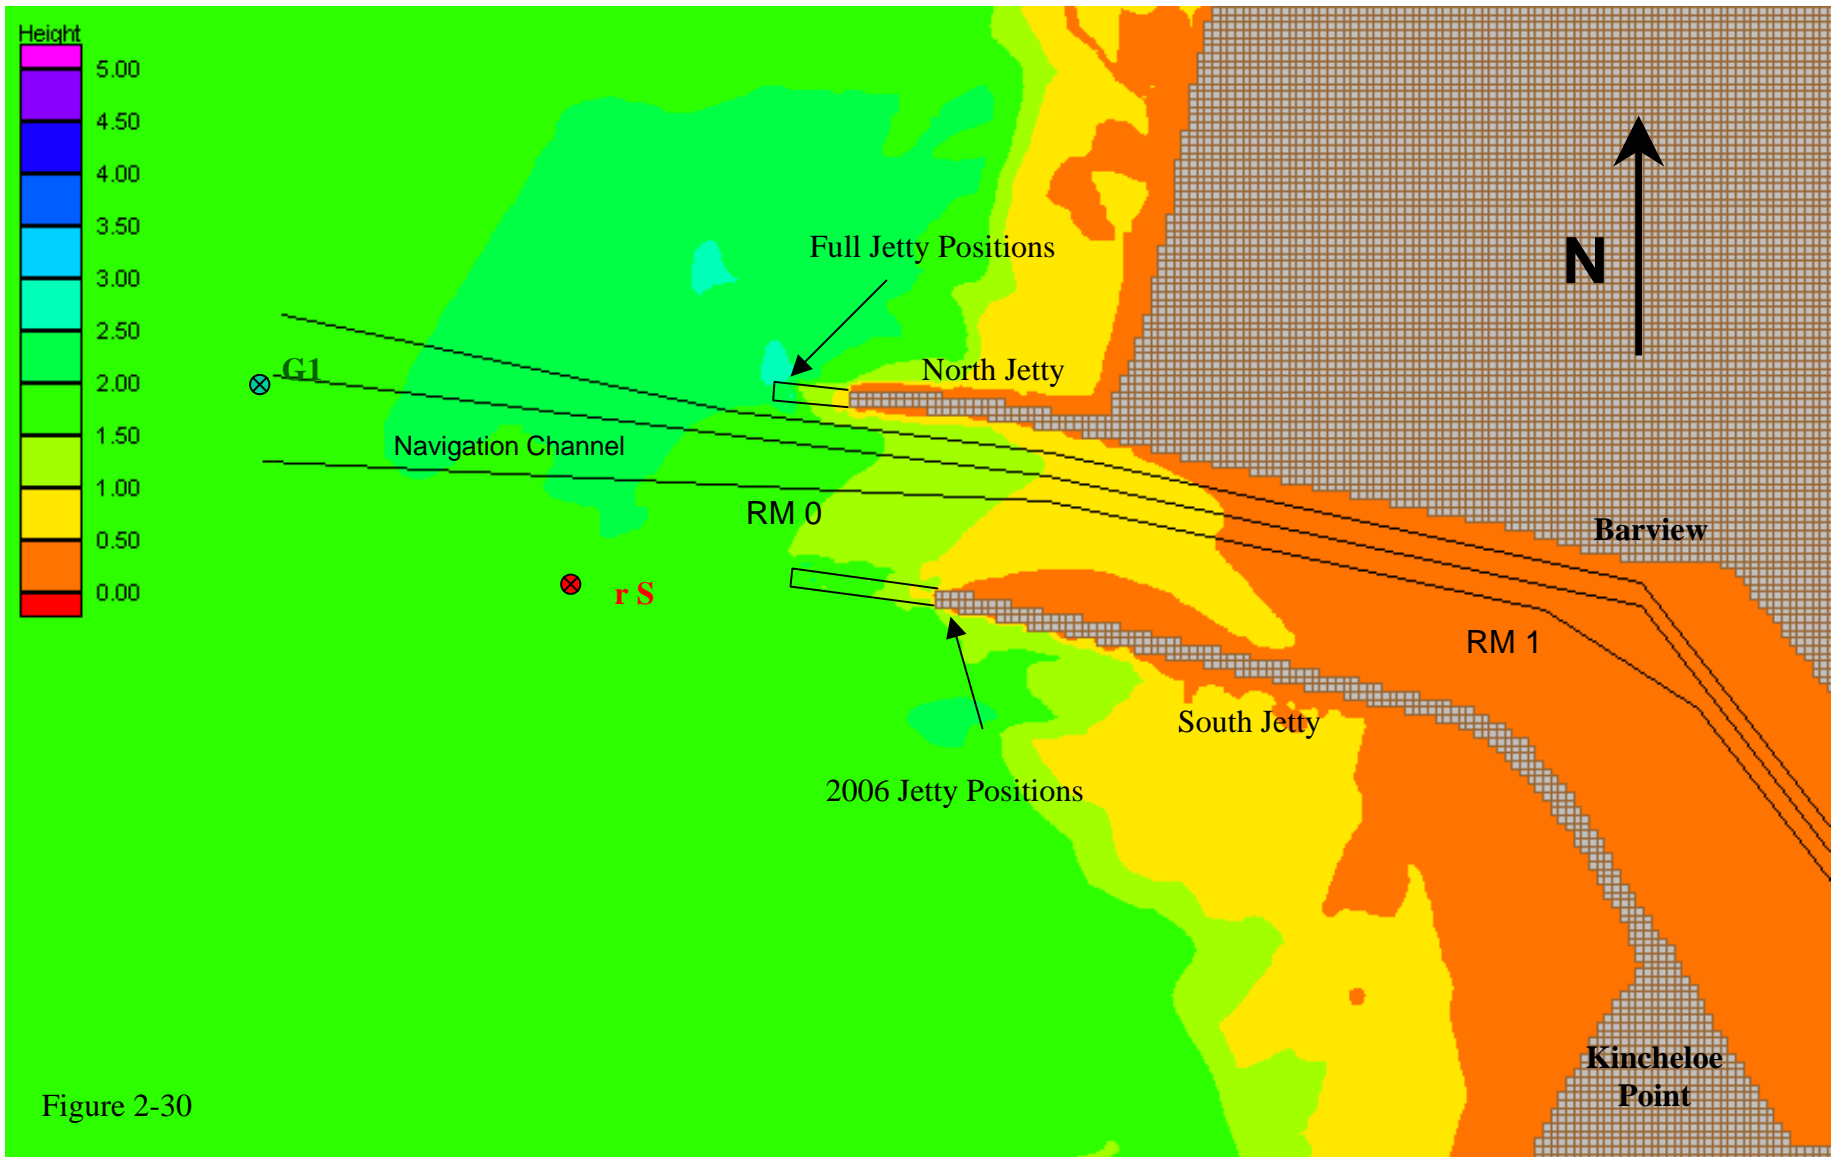 Height
5.00
4.50
4.00
3.50
3.00
2.50
2.00
1.50
1.00
0.50
0.00
Full Jetty Positions
N
North Jetty
G1
Navigation Channel
RM 0
Barview
r S
RM 1
South Jetty
2006 Jetty Positions
Kincheloe
Point
Figure 2-30